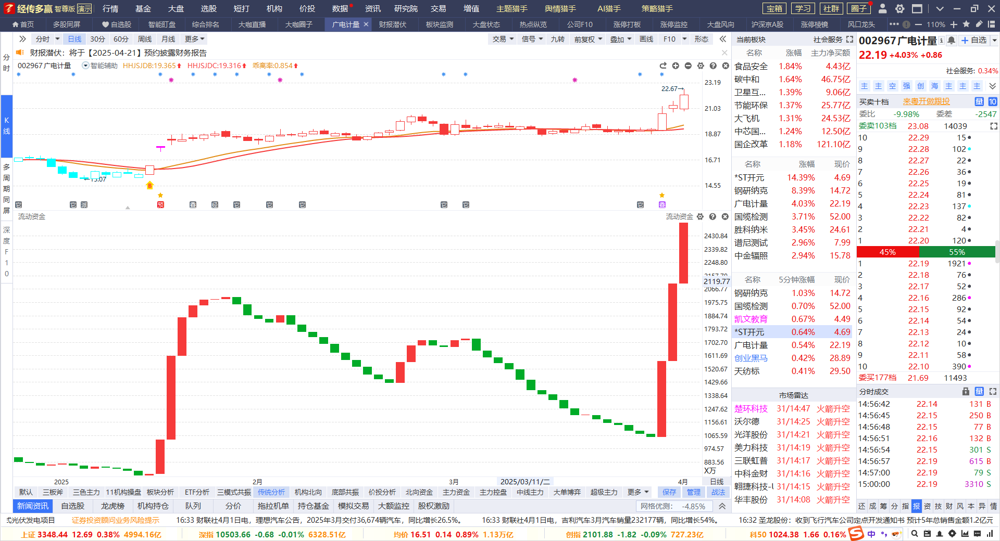 经传多赢 智尊版 演示 行情 基金 大盘 选股 短打 机构 价投 数据 资讯 研究院 交易 增值 主题猎手 舆情猎手 AI猎手 策略猎手 宝箱 学习 社群 圈子
首页 多股同屏 自选股 智能盯盘 综合排名 大咖直播 大咖圈子 广电计量 财报潜伏 板块监测 大盘状态 热点纵览 公司F10 涨停打板 涨停监控 大盘风向 沪深京A股 涨停棱镜 风口龙头 110%
分时 日线 30分 60分 周线 月线 更多 交易 信号 九转 前复权 叠加 画线 F10 形态
财报潜伏：将于【2025-04-21】预约披露财务报告
002967广电计量 智能辅助 HHJSJDB:19.365 HHJSJDC:19.316 乖离率:0.854
分时
K线
多周期同屏
深度F10
23.19
22.67
21.03
18.87
16.71
15.07
14.55
B
它 它 派 预 叠 经 它 它 它 它 它 它
流动资金 流动资金
2430.84
2339.82
2248.80
2119.77
2066.77
1975.75
1884.74
1793.72
1702.70
1611.69
1520.67
1429.66
1338.64
1247.62
1156.61
1065.59
974.57
883.56
X万
2025 2月 3月 2025/03/11/二 4月 日线
默认 三板斧 三色主力 11机构操盘 板块分析 ETF分析 三模式共振 传统分析 机构北向 底部共振 价投分析 北向资金 主力资金 主力控盘 中线主力 大单博弈 超级主力 更多 保存 管理 战法
新闻资讯 自选股 龙虎榜 机构持仓 队列 分价 拖拉机单 持仓基金 模拟交易 大额监控 股权激励 网格优测： -4.85%
当前板块 社会服务
名称 涨幅 主力净买额
食品安全 1.84% 4.43亿
碳中和 1.64% 46.75亿
卫星互... 1.39% 9.06亿
节能环保 1.37% 25.77亿
大飞机 1.31% 24.53亿
中芯国... 1.24% 12.50亿
国企改革 1.18% 121.10亿
名称 涨幅 现价
*ST开元 14.39% 4.69
钢研纳克 8.39% 14.72
广电计量 4.03% 22.19
国缆检测 3.71% 52.00
胜科纳米 3.45% 24.61
谱尼测试 2.96% 7.99
中金辐照 2.94% 15.78
名称 5分钟涨幅 现价
钢研纳克 1.03% 14.72
国缆检测 0.70% 52.00
凯文教育 0.67% 4.49
*ST开元 0.64% 4.69
广电计量 0.54% 22.19
创业黑马 0.42% 28.89
天纺标 0.41% 29.50
市场雷达
楚环科技 31/14:47 火箭升空
沃尔德 31/14:25 火箭升空
光洋股份 31/14:21 火箭升空
美力科技 31/14:19 火箭升空
三联虹普 31/14:17 火箭升空
中科金财 31/14:16 火箭升空
翱捷科技-U 31/14:15 火箭升空
华丰股份 31/14:08 火箭升空
002967广电计量 自选
22.19 +4.03% +0.86
社会服务: 0.34%
主 主 空 强 创 海 主 主 主
买卖十档 来粤开做跟投 量 10
委比 -9.98% 委差 -2547
委卖103档 23.08 14039
10 22.29 15
9 22.28 102
8 22.27 22
7 22.26 36
6 22.25 19
5 22.24 81
4 22.23 137
3 22.22 82
2 22.21 4
1 22.20 120
45% 55%
1 22.19 1921
2 22.18 76
3 22.17 52
4 22.16 286
5 22.15 92
6 22.14 54
7 22.13 24
8 22.12 10
9 22.11 58
10 22.10 390
委买177档 21.69 11493
分时成交 量
14:56:42 22.14 131 B
14:56:45 22.15 250 B
14:56:48 22.15 77 B
14:56:51 22.16 132 B
14:56:54 22.15 301 S
14:56:57 22.19 615 B
14:57:00 22.19 79 S
15:00:00 22.19 3310 S
还 成 筹 分 指 报 资 技 财 风 本 异 情
式光伏发电项目 证券投资顾问业务风险提示 16:33 财联社4月1日电，理想汽车公告，2025年3月交付36,674辆汽车，同比增长26.5%。 16:33 财联社4月1日电，吉利汽车3月汽车销量232177辆，同比增长54%。 16:32 圣龙股份：收到飞行汽车公司定点开发通知书 预计5年总销售金额1.2亿元
上证 3348.44 12.69 0.38% 4994.16亿 深指 10503.66 -0.68 -0.01% 6328.51亿 均价 16.51 0.14 0.89% 1.13万亿 创指 2101.88 -1.82 -0.09% 727.23亿 科50 1024.38 1.66 0.16% 中